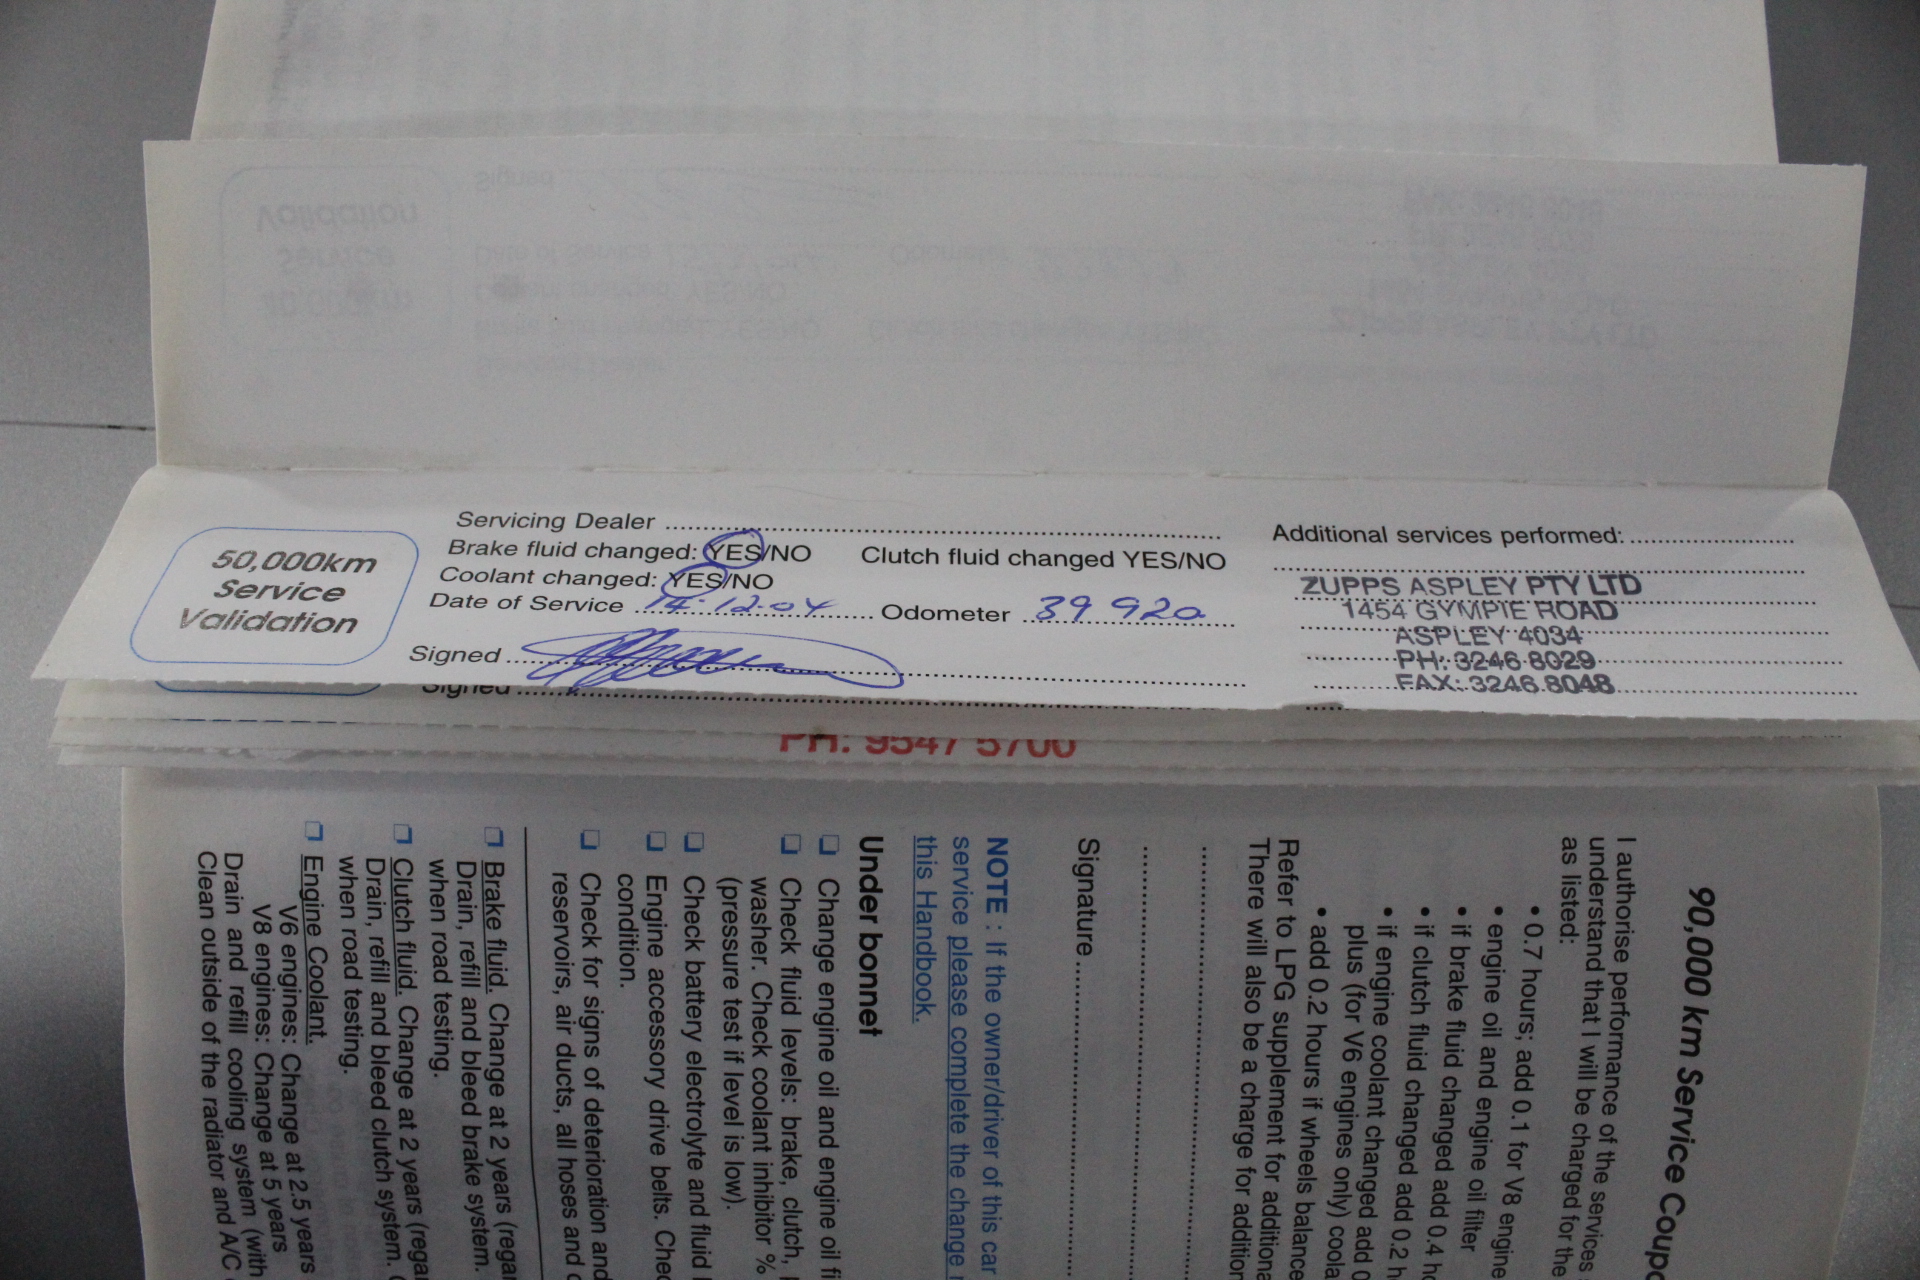 50,000km
Service
Validation
Servicing Dealer
Brake fluid changed: YES/NO Clutch fluid changed YES/NO
Coolant changed: YES/NO
Date of Service 14.12.04 Odometer 39 920
Signed
Additional services performed:
ZUPPS ASPLEY PTY LTD
1454 GYMPIE ROAD
ASPLEY 4034
PH: 3246 8029
FAX: 3246 8048
Signed
PH: 9547 5700
90,000 km Service Coupo
I authorise performance of the services
understand that I will be charged for the
as listed:
• 0.7 hours; add 0.1 for V8 engine
• engine oil and engine oil filter
• if brake fluid changed add 0.4 h
• if clutch fluid changed add 0.2 h
• if engine coolant changed add 0
plus (for V6 engines only) coola
• add 0.2 hours if wheels balance
Refer to LPG supplement for additiona
There will also be a charge for addition
Signature
NOTE : If the owner/driver of this car
service please complete the change
this Handbook.
Under bonnet
❏ Change engine oil and engine oil fi
❏ Check fluid levels: brake, clutch,
washer. Check coolant inhibitor %
(pressure test if level is low).
❏ Check battery electrolyte and fluid
❏ Engine accessory drive belts. Chec
condition.
❏ Check for signs of deterioration and
reservoirs, air ducts, all hoses and
❏ Brake fluid. Change at 2 years (regar
Drain, refill and bleed brake system.
when road testing.
❏ Clutch fluid. Change at 2 years (regar
Drain, refill and bleed clutch system.
when road testing.
❏ Engine Coolant.
V6 engines: Change at 2.5 years
V8 engines: Change at 5 years
Drain and refill cooling system (with
Clean outside of the radiator and A/C